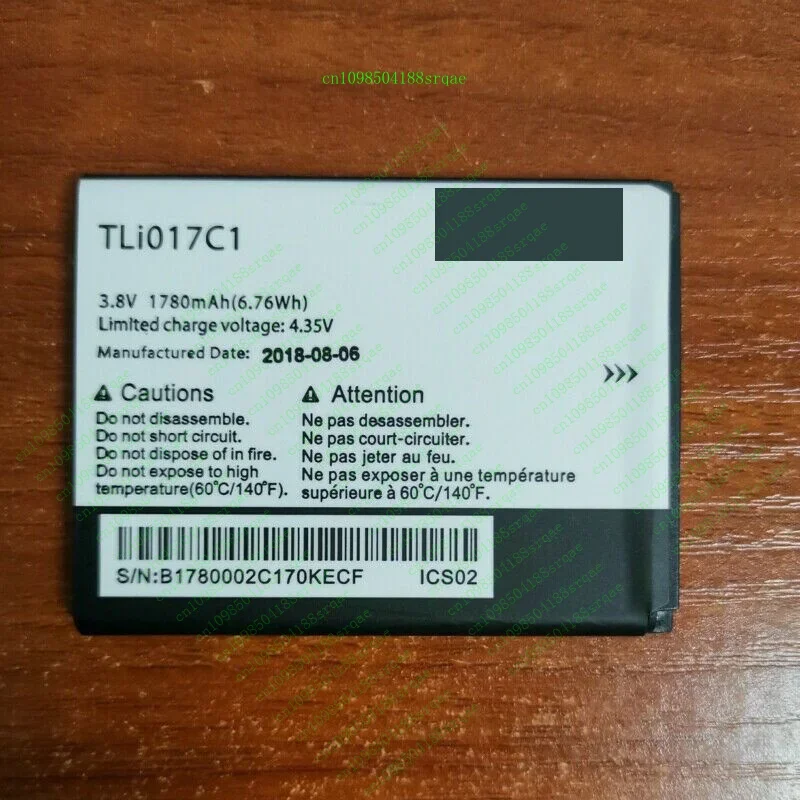 cn1098504188srqae
TLi017C1
3.8V 1780mAh(6.76Wh)
Limited charge voltage: 4.35V
Manufactured Date: 2018-08-06
⚠ Cautions
Do not disassemble.
Do not short circuit.
Do not dispose of in fire.
Do not expose to high
temperature(60°C/140°F).
⚠ Attention
Ne pas desassembler.
Ne pas court-circuiter.
Ne pas jeter au feu.
Ne pas exposer à une température
supérieure à 60°C/140°F.
S/N:B1780002C170KECF ICS02